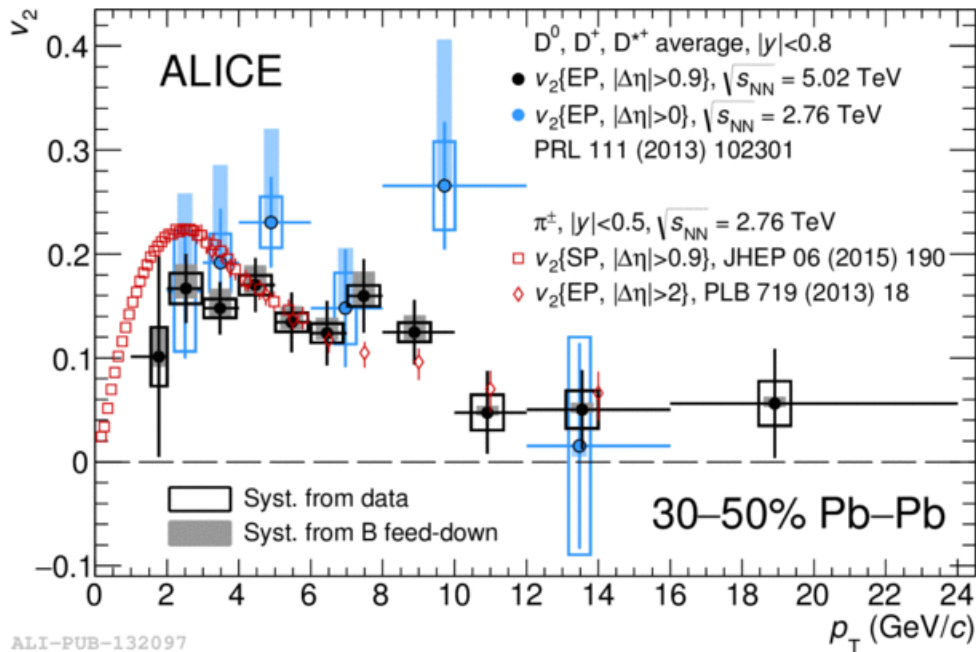 v₂
0.4
0.3
0.2
0.1
0
−0.1
ALICE
D⁰, D⁺, D*⁺ average, |y|<0.8
v₂{EP, |Δη|>0.9}, √sNN = 5.02 TeV
v₂{EP, |Δη|>0}, √sNN = 2.76 TeV
PRL 111 (2013) 102301
π±, |y|<0.5, √sNN = 2.76 TeV
v₂{SP, |Δη|>0.9}, JHEP 06 (2015) 190
v₂{EP, |Δη|>2}, PLB 719 (2013) 18
Syst. from data
Syst. from B feed-down
30–50% Pb–Pb
0 2 4 6 8 10 12 14 16 18 20 22 24
pT (GeV/c)
ALI-PUB-132097